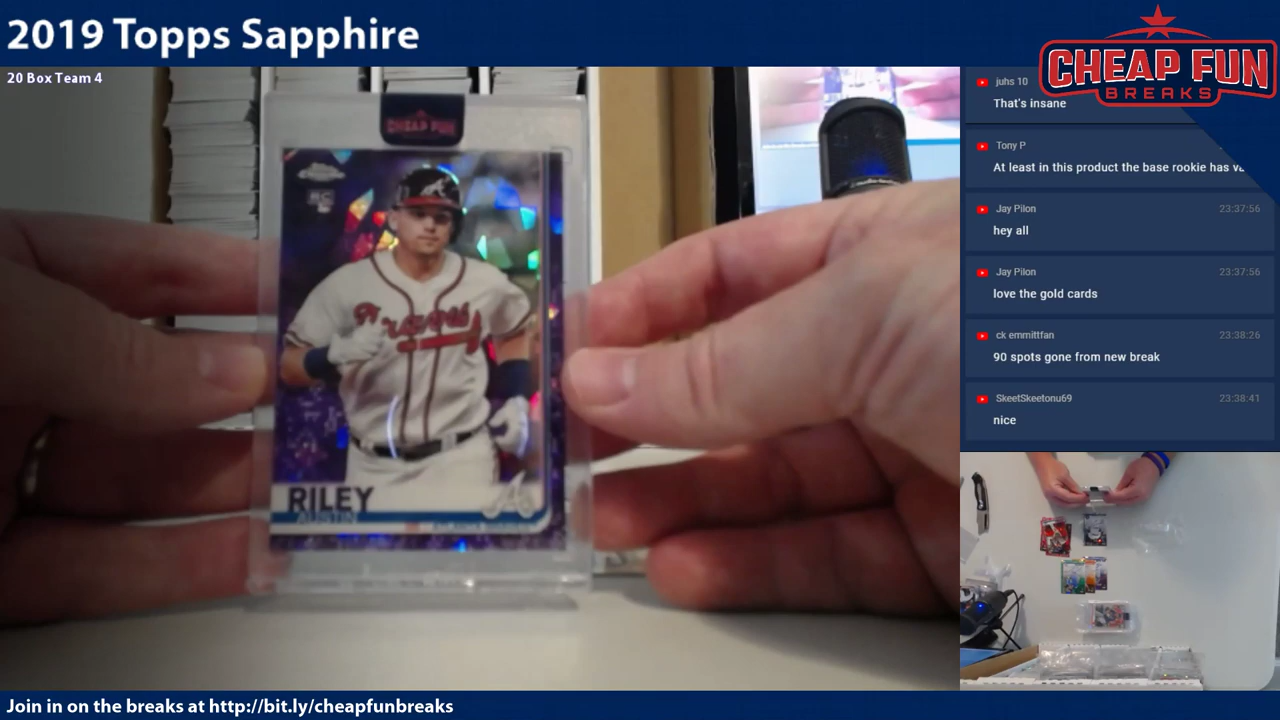 2019 Topps Sapphire
20 Box Team 4
CHEAP FUN
BREAKS
juhs 10
That's insane
Tony P
At least in this product the base rookie has va
Jay Pilon
23:37:56
hey all
Jay Pilon
23:37:56
love the gold cards
ck emmittfan
23:38:26
90 spots gone from new break
SkeetSkeetonu69
23:38:41
nice
CHEAP FUN
RC
Braves
RILEY
AUSTIN
Join in on the breaks at http://bit.ly/cheapfunbreaks